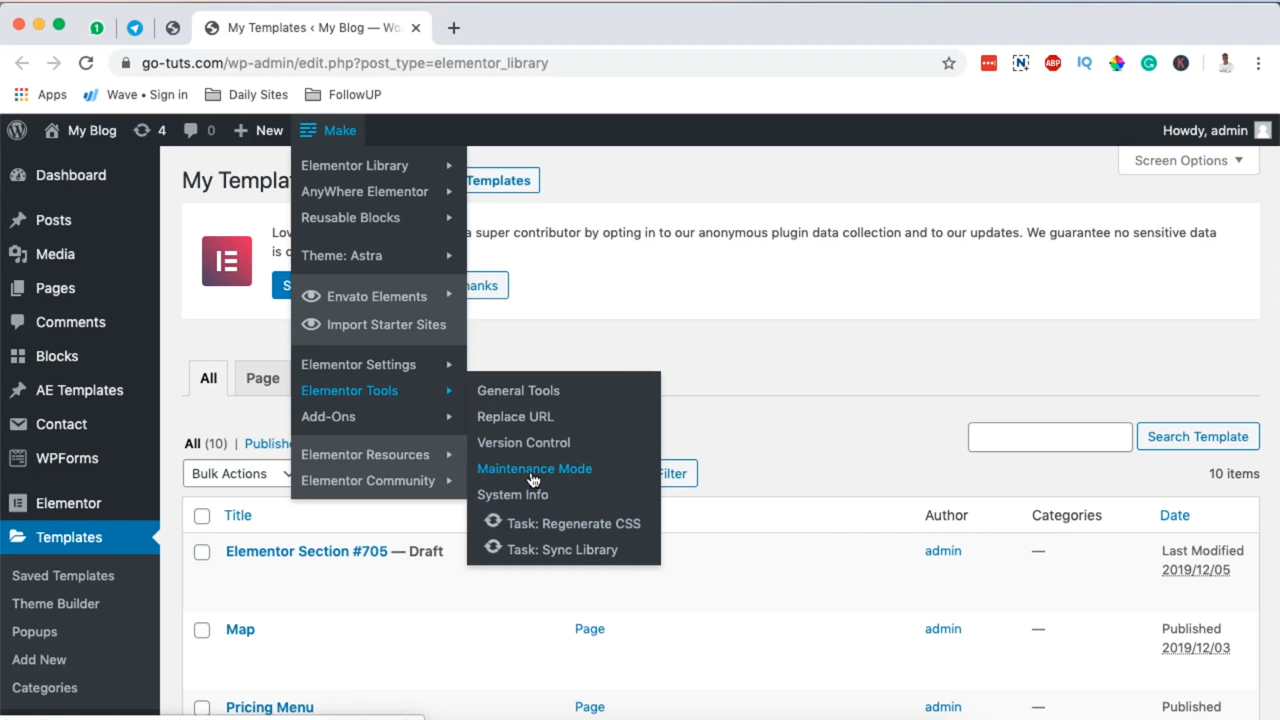 1
My Templates ‹ My Blog — Wo
go-tuts.com/wp-admin/edit.php?post_type=elementor_library
ABP
IQ
K
Apps
Wave • Sign in
Daily Sites
FollowUP
My Blog
4
0
New
Make
Howdy, admin
Screen Options
Dashboard
Posts
Media
Pages
Comments
Blocks
AE Templates
Contact
WPForms
Elementor
Templates
Saved Templates
Theme Builder
Popups
Add New
Categories
Elementor Library
AnyWhere Elementor
Reusable Blocks
Theme: Astra
Envato Elements
Import Starter Sites
Elementor Settings
Elementor Tools
Add-Ons
Elementor Resources
Elementor Community
General Tools
Replace URL
Version Control
Maintenance Mode
System Info
Task: Regenerate CSS
Task: Sync Library
My Templa
Templates
Lov
a super contributor by opting in to our anonymous plugin data collection and to our updates. We guarantee no sensitive data
is c
S
hanks
All
Page
All (10) | Publishe
Search Template
Bulk Actions
Filter
10 items
Title
Author
Categories
Date
Elementor Section #705 — Draft
admin
—
Last Modified
2019/12/05
Map
Page
admin
—
Published
2019/12/03
Pricing Menu
Page
admin
—
Published